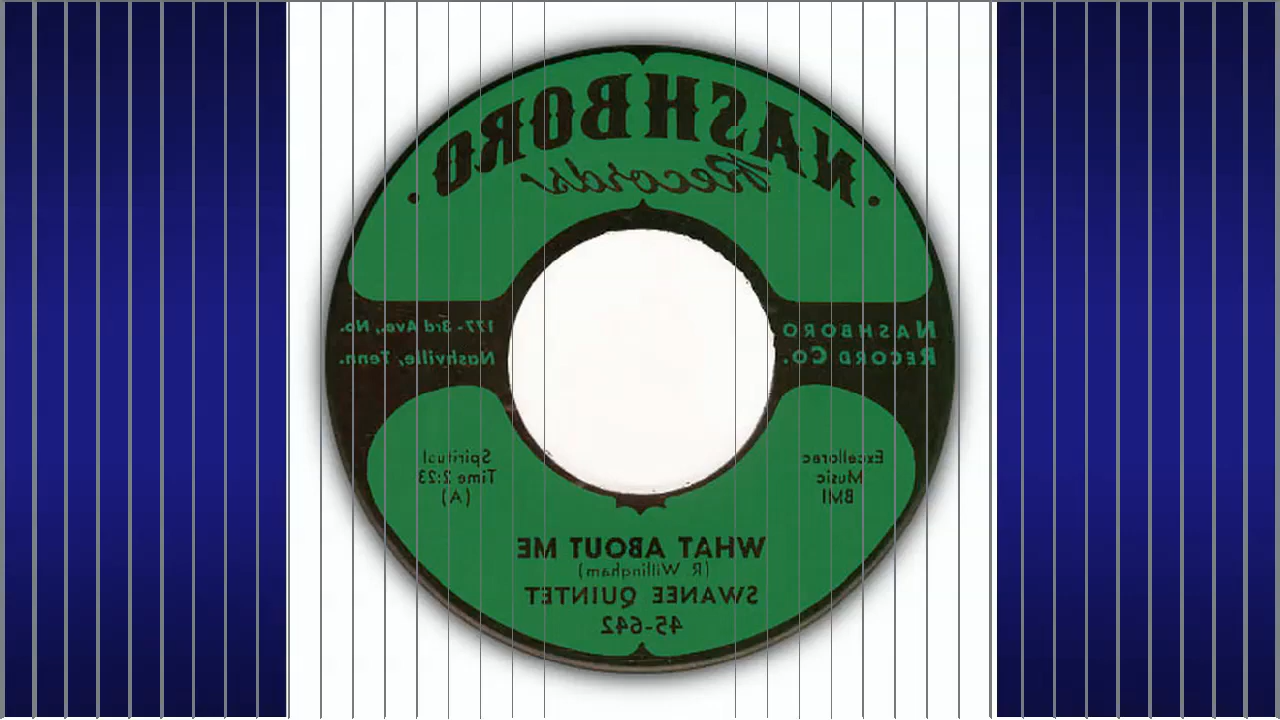 NASHBORO
Records
NASHBORO
RECORD CO.
177 - 3rd Ave., No.
Nashville, Tenn.
Excellorec
Music
BMI
Spiritual
Time 2:23
(A)
WHAT ABOUT ME
(R. Willingham)
SWANEE QUINTET
45-642